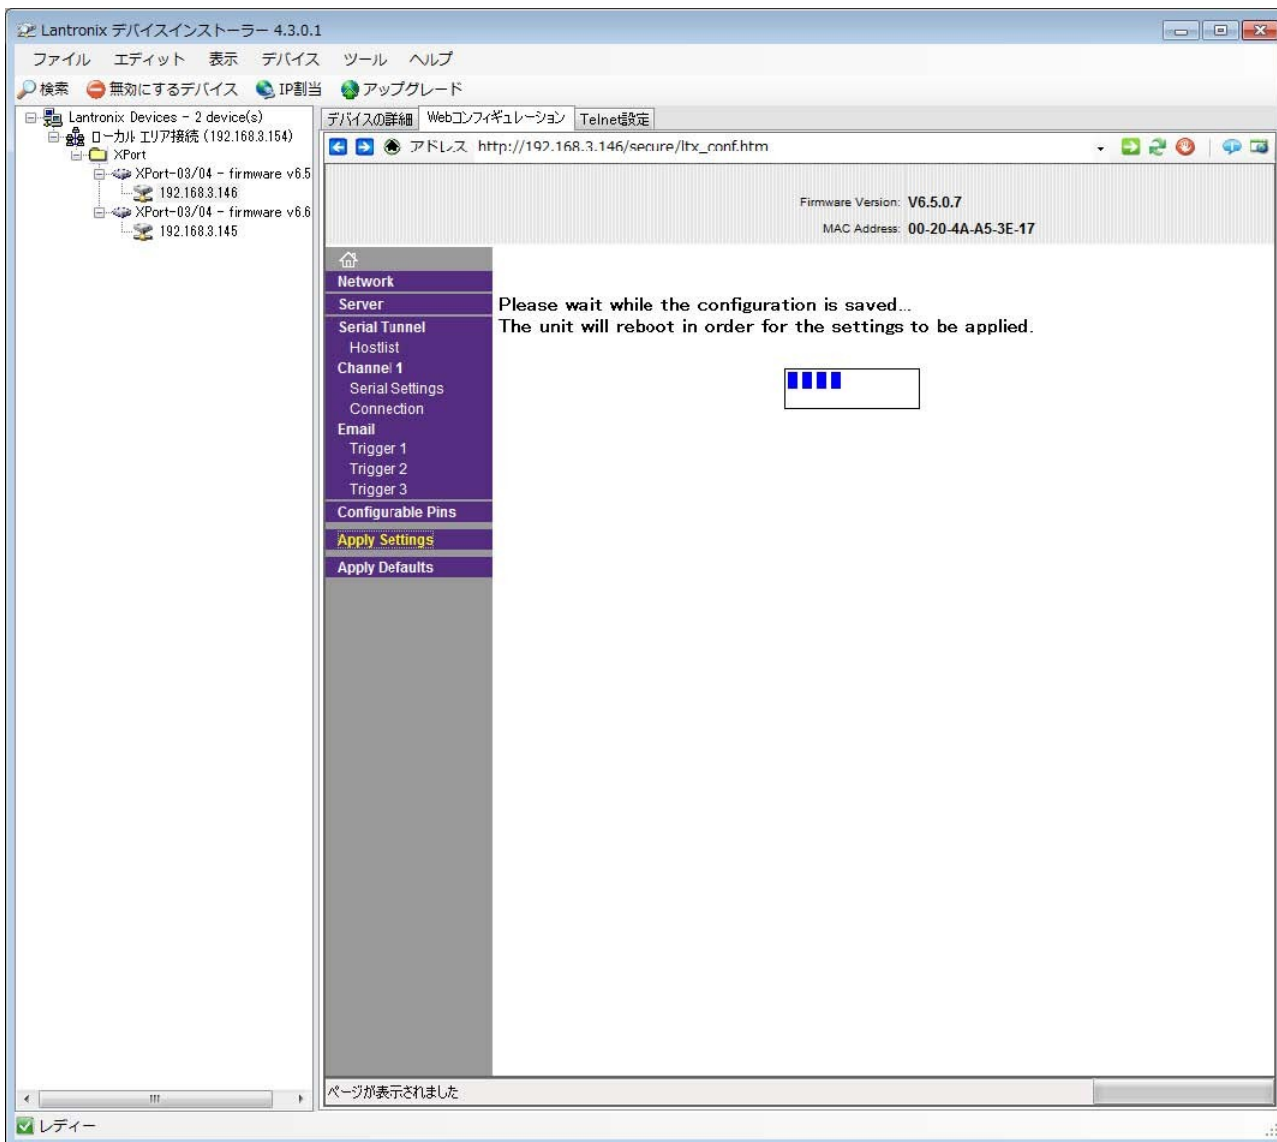 Lantronix デバイスインストーラー 4.3.0.1
ファイル エディット 表示 デバイス ツール ヘルプ
検索 無効にするデバイス IP割当 アップグレード
Lantronix Devices - 2 device(s)
ローカル エリア接続 (192.168.3.154)
XPort
XPort-03/04 - firmware v6.5
192.168.3.146
XPort-03/04 - firmware v6.6
192.168.3.145
デバイスの詳細 Webコンフィギュレーション Telnet設定
アドレス http://192.168.3.146/secure/ltx_conf.htm
Firmware Version: V6.5.0.7
MAC Address: 00-20-4A-A5-3E-17
Network
Server
Serial Tunnel
Hostlist
Channel 1
Serial Settings
Connection
Email
Trigger 1
Trigger 2
Trigger 3
Configurable Pins
Apply Settings
Apply Defaults
Please wait while the configuration is saved...
The unit will reboot in order for the settings to be applied.
ページが表示されました
レディー